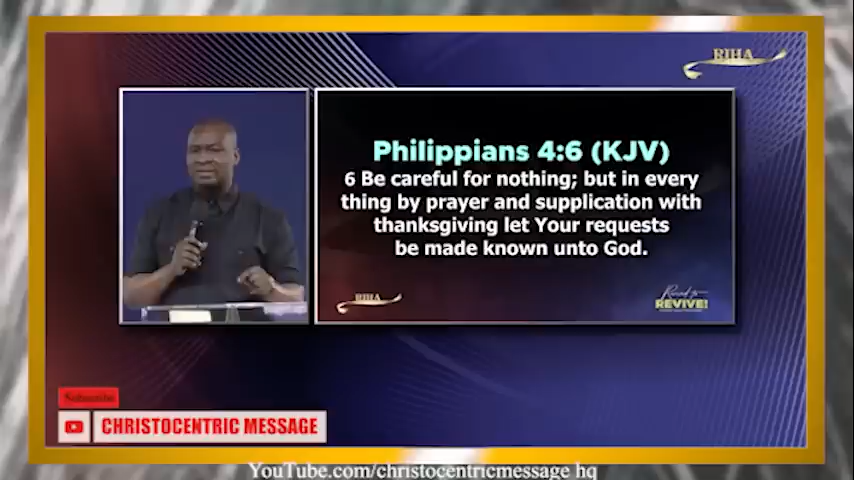 RIHA
Philippians 4:6 (KJV)
6 Be careful for nothing; but in every
thing by prayer and supplication with
thanksgiving let Your requests
be made known unto God.
RIHA
REVIVE!
Subscribe
CHRISTOCENTRIC MESSAGE
YouTube.com/christocentricmessage hq